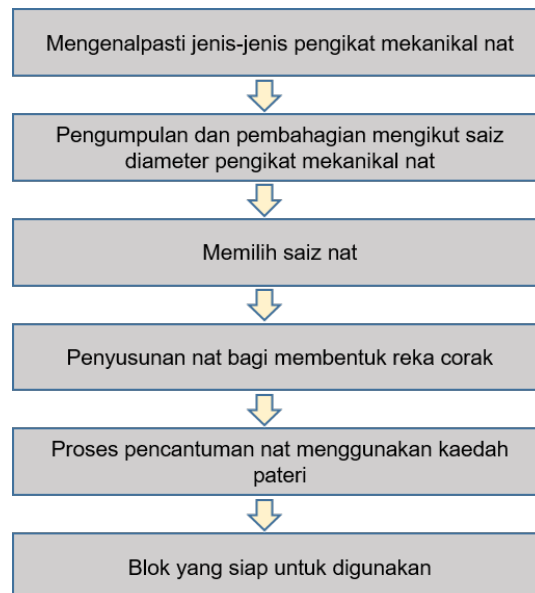 Mengenalpasti jenis-jenis pengikat mekanikal nat
Pengumpulan dan pembahagian mengikut saiz
diameter pengikat mekanikal nat
Memilih saiz nat
Penyusunan nat bagi membentuk reka corak
Proses pencantuman nat menggunakan kaedah
pateri
Blok yang siap untuk digunakan